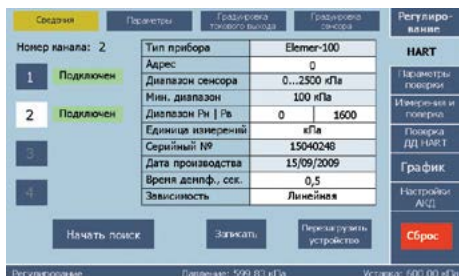 Сведения
Параметры
Градуировка токового выхода
Градуировка сенсора
Регулиро-
вание
Номер канала: 2
HART
1 Подключен
2 Подключен
3
4
Тип прибора Elemer-100
Адрес 0
Диапазон сенсора 0...2500 кПа
Мин. диапазон 100 кПа
Диапазон Рн | Рв 0 1600
Единица измерений кПа
Серийный № 15040248
Дата производства 15/09/2009
Время демпф., сек. 0,5
Зависимость Линейная
Параметры
поверки
Измерения и
поверка
Поверка
ДД HART
График
Настройки
АКД
Сброс
Начать поиск
Записать
Перезагрузить
устройство
Регулирование Давление: 599,83 кПа Уставка: 600,00 кПа